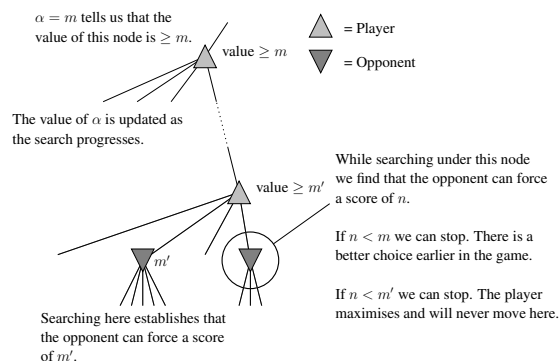 α = m tells us that the
value of this node is ≥ m.
value ≥ m
= Player
= Opponent
The value of α is updated as
the search progresses.
value ≥ m′
While searching under this node
we find that the opponent can force
a score of n.
If n < m we can stop. There is a
better choice earlier in the game.
If n < m′ we can stop. The player
maximises and will never move here.
m′
Searching here establishes that
the opponent can force a score
of m′.